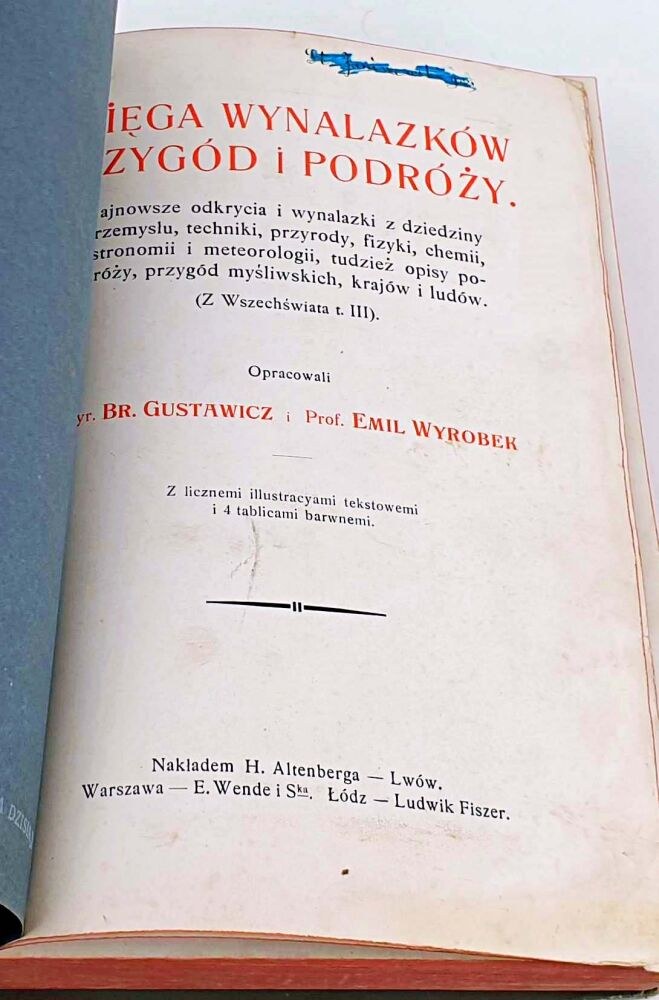 IĘGA WYNALAZKÓW
ZYGÓD i PODRÓŻY.
ajnowsze odkrycia i wynalazki z dziedziny
rzemysłu, techniki, przyrody, fizyki, chemii,
stronomii i meteorologii, tudzież opisy po-
róży, przygód myśliwskich, krajów i ludów.
(Z Wszechświata t. III).
Opracowali
yr. BR. GUSTAWICZ i Prof. EMIL WYROBEK
Z licznemi illustracyami tekstowemi
i 4 tablicami barwnemi.
Nakładem H. Altenberga — Lwów.
Warszawa — E. Wende i Ska. Łódz — Ludwik Fiszer.